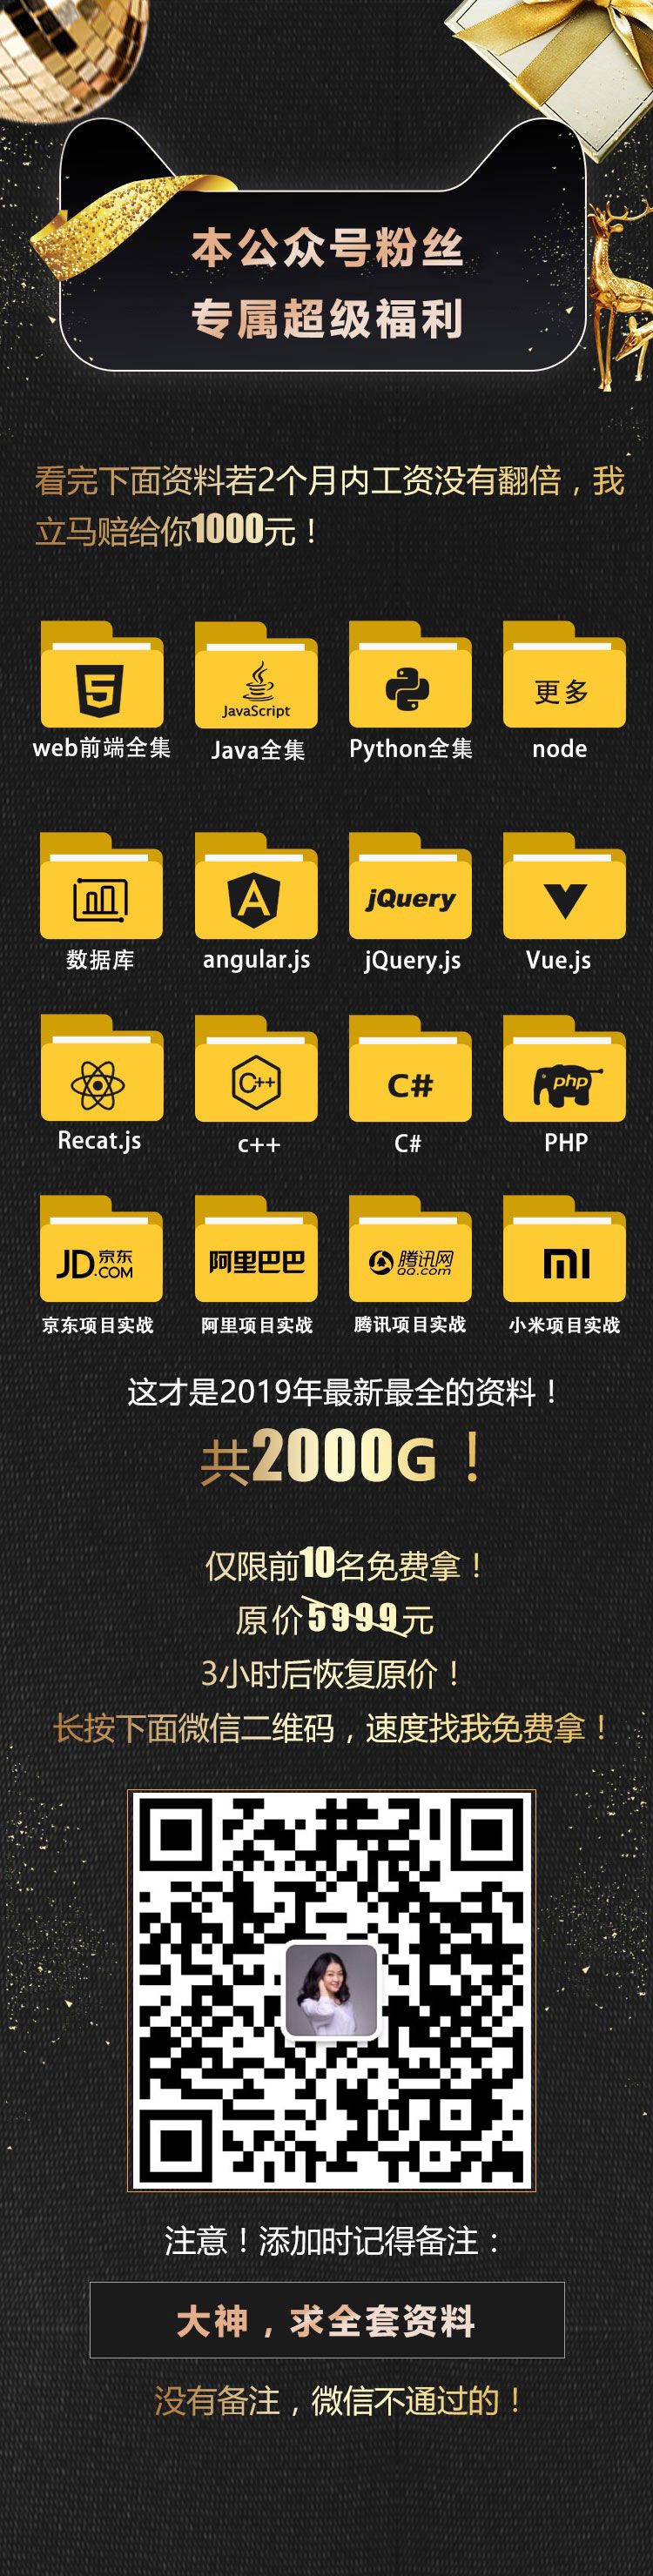 本公众号粉丝
专属超级福利
看完下面资料若2个月内工资没有翻倍，我
立马赔给你1000元！
JavaScript
更多
web前端全集
Java全集
Python全集
node
jQuery
数据库
angular.js
jQuery.js
Vue.js
C++
C#
php
Recat.js
c++
C#
PHP
JD.COM 京东
阿里巴巴
腾讯网
QQ.com
京东项目实战
阿里项目实战
腾讯项目实战
小米项目实战
这才是2019年最新最全的资料！
共2000G！
仅限前10名免费拿！
原价5999元
3小时后恢复原价！
长按下面微信二维码，速度找我免费拿！
注意！添加时记得备注：
大神，求全套资料
没有备注，微信不通过的！